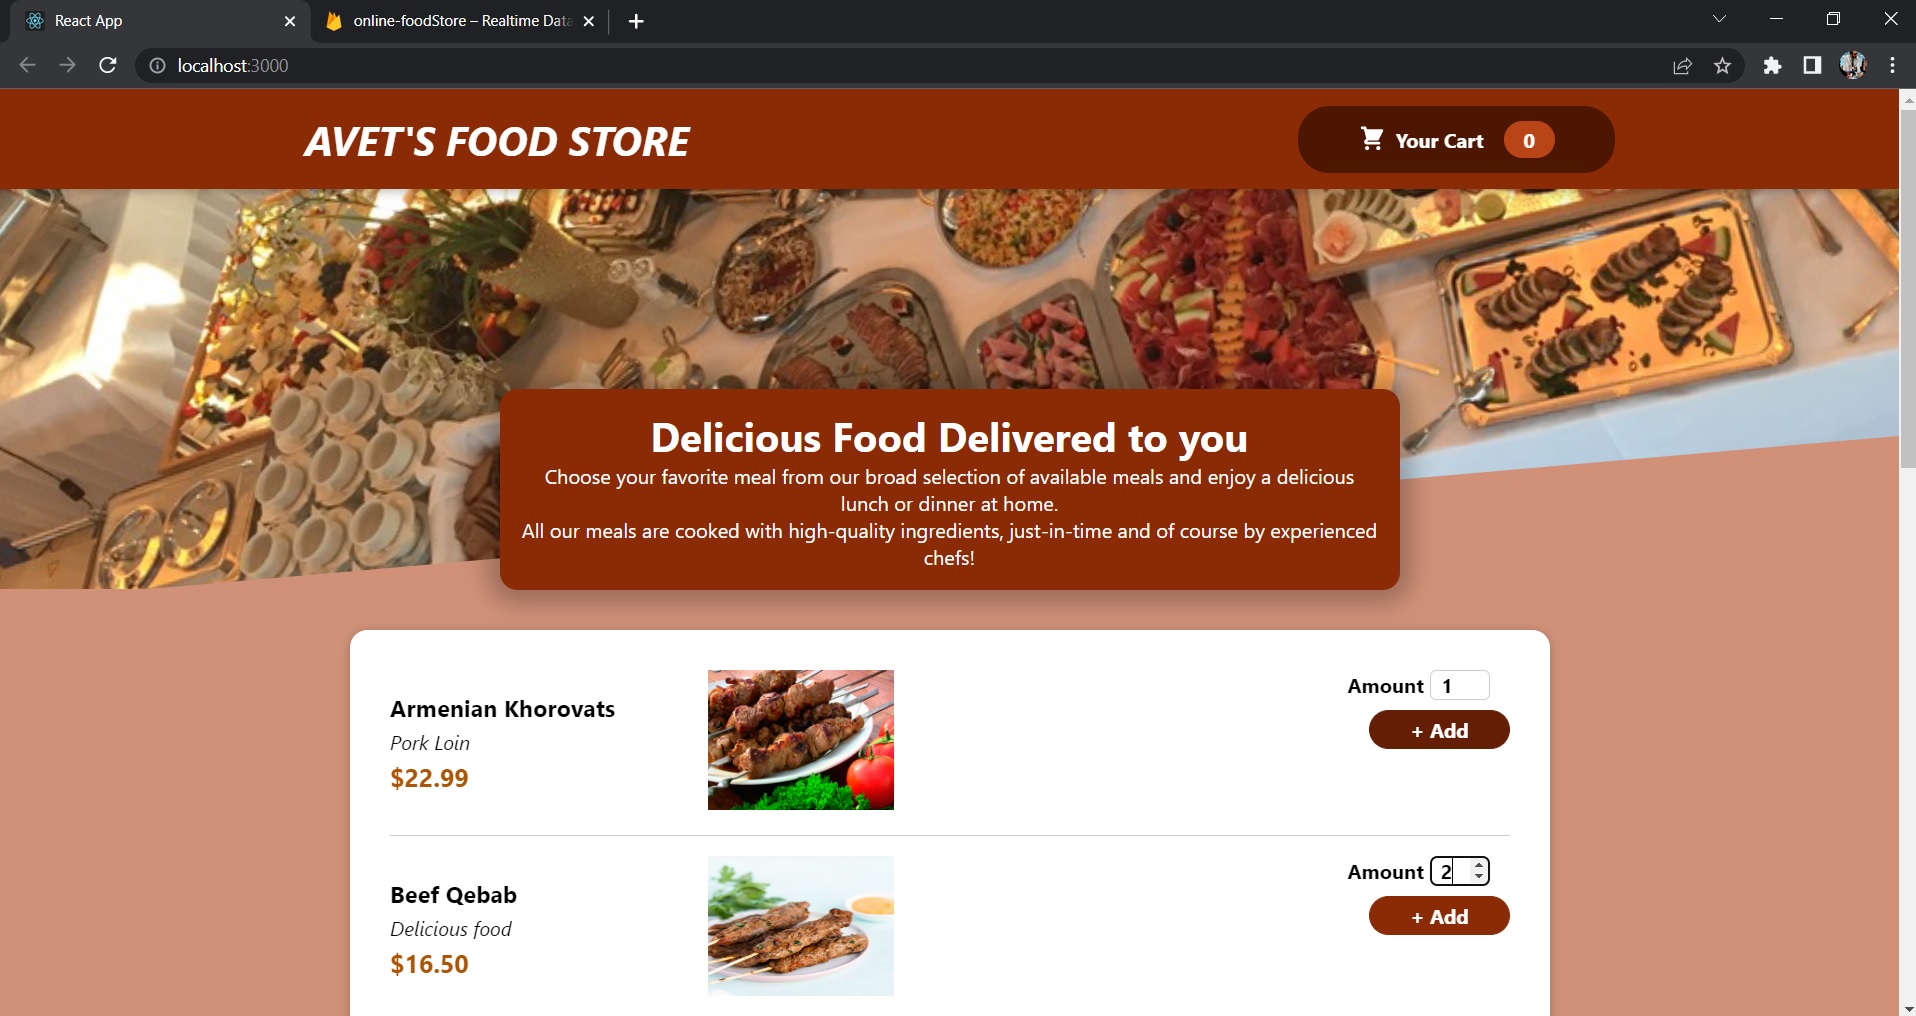 React App
online-foodStore – Realtime Data
localhost:3000
AVET'S FOOD STORE
Your Cart 0
Delicious Food Delivered to you
Choose your favorite meal from our broad selection of available meals and enjoy a delicious
lunch or dinner at home.
All our meals are cooked with high-quality ingredients, just-in-time and of course by experienced
chefs!
Armenian Khorovats
Pork Loin
$22.99
Amount 1
+ Add
Beef Qebab
Delicious food
$16.50
Amount 2
+ Add